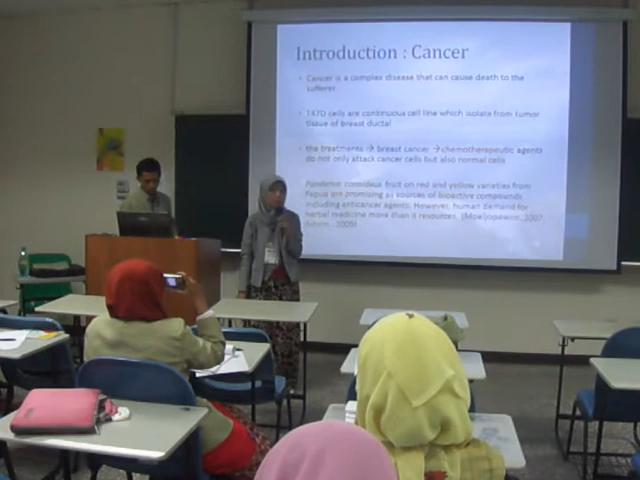 Introduction : Cancer
• Cancer is a complex disease that can cause death to the
sufferer.
• T47D cells are continuous cell line which isolate from tumor
tissue of breast ductal
• the treatments → breast cancer → chemotherapeutic agents
do not only attack cancer cells but also normal cells
fruit on red and yellow varieties from
Papua are promising as sources of bioactive compounds
including anticancer agents. However, human demand for
herbal medicine more than it resources.